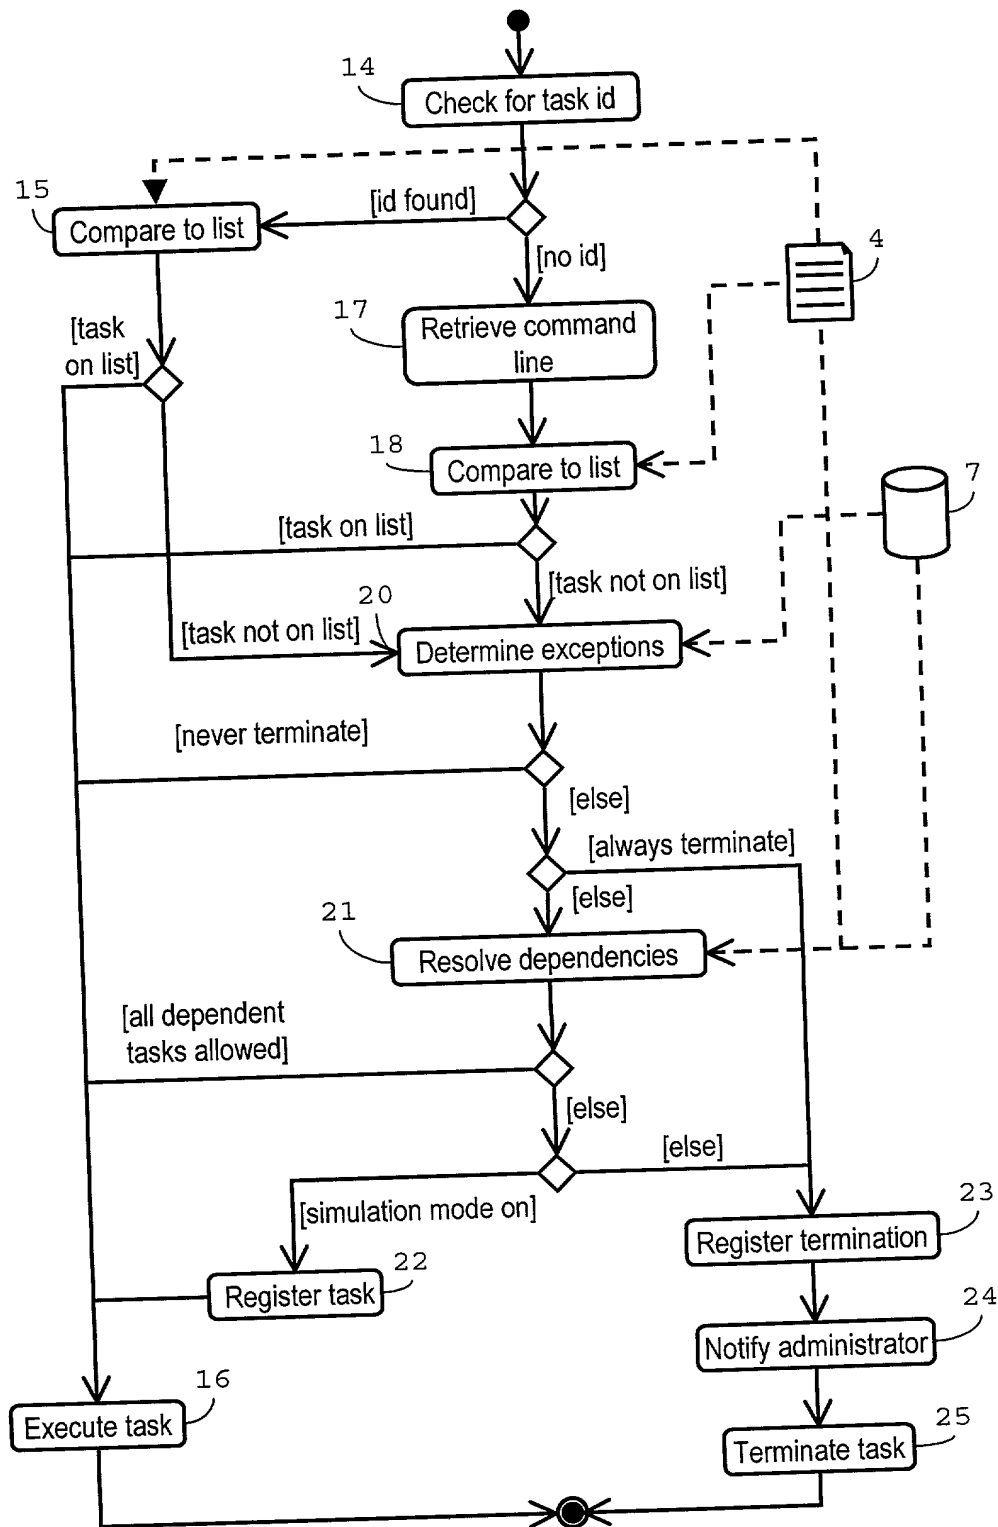 14
Check for task id
15
[id found]
Compare to list
4
[no id]
17
Retrieve command
line
[task
on list]
18
Compare to list
7
[task on list]
[task not on list]
20
[task not on list]
Determine exceptions
[never terminate]
[else]
[always terminate]
[else]
21
Resolve dependencies
[all dependent
tasks allowed]
[else]
[else]
[simulation mode on]
23
Register termination
22
Register task
24
Notify administrator
16
Execute task
25
Terminate task